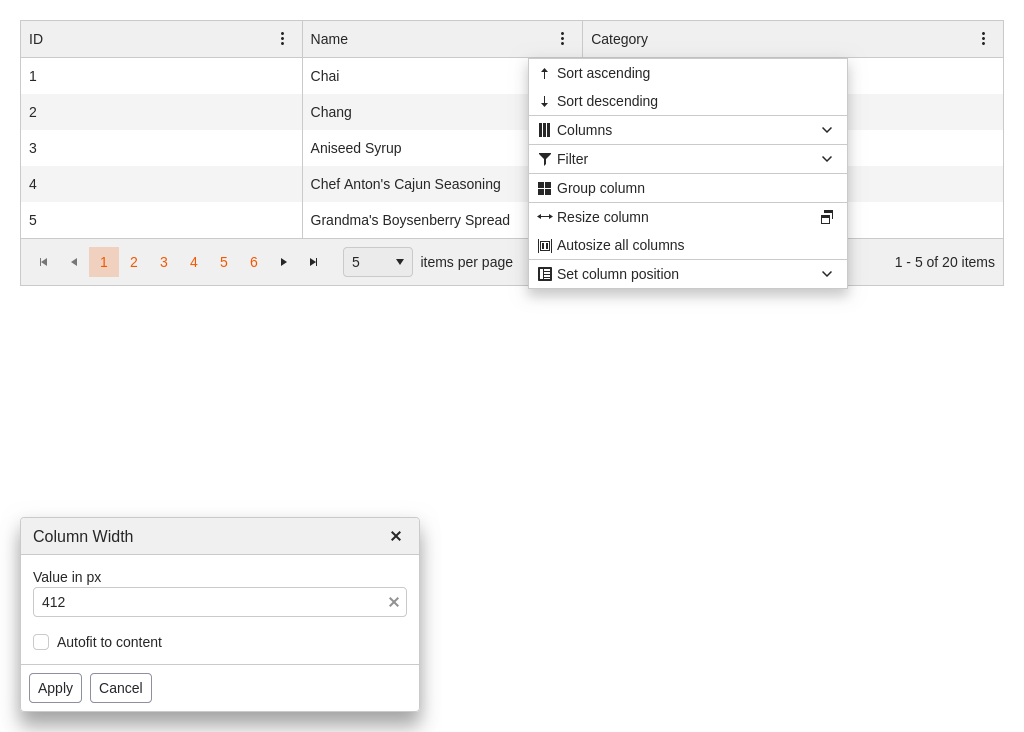 ID Name Category
1 Chai
2 Chang
3 Aniseed Syrup
4 Chef Anton's Cajun Seasoning
5 Grandma's Boysenberry Spread
1 2 3 4 5 6 5 items per page 1 - 5 of 20 items
Sort ascending
Sort descending
Columns
Filter
Group column
Resize column
Autosize all columns
Set column position
Column Width
Value in px
412
Autofit to content
Apply Cancel